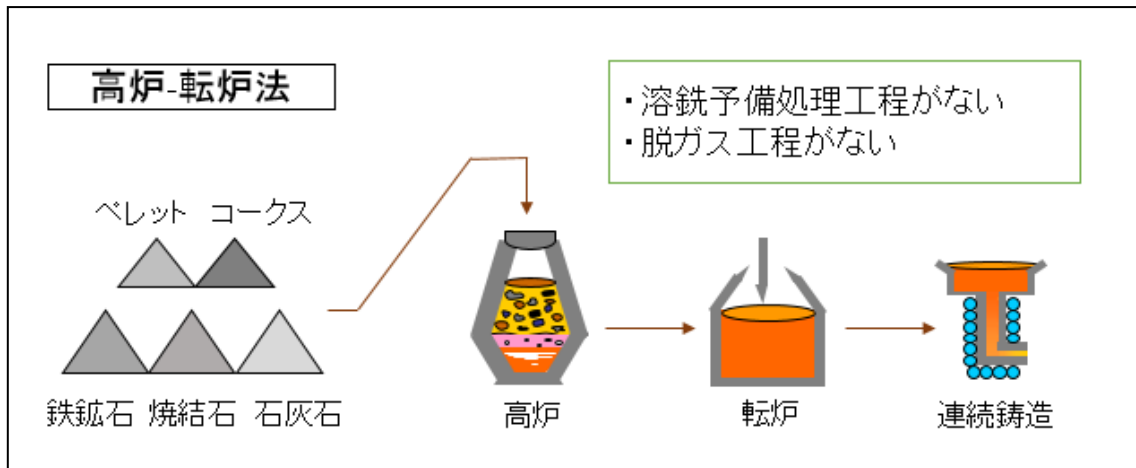 高炉-転炉法
・溶銑予備処理工程がない
・脱ガス工程がない
ペレット コークス
鉄鉱石 焼結石 石灰石
高炉
転炉
連続鋳造